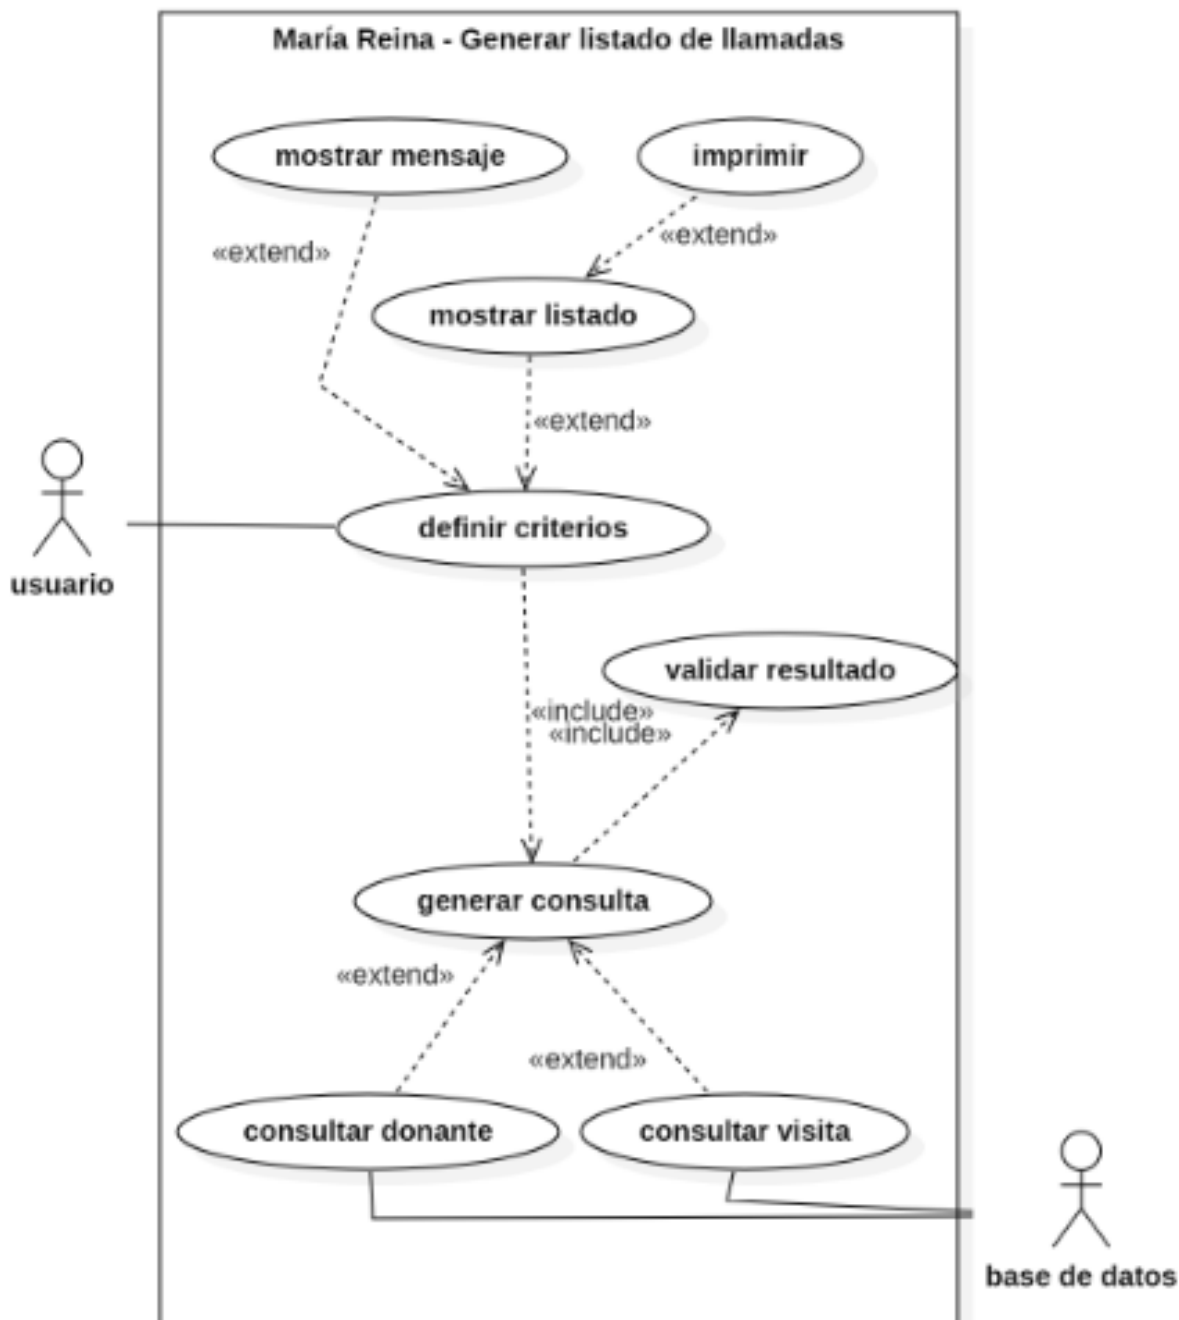 María Reina - Generar listado de llamadas
mostrar mensaje
imprimir
«extend»
«extend»
mostrar listado
«extend»
definir criterios
usuario
validar resultado
«include»
«include»
generar consulta
«extend»
«extend»
consultar donante
consultar visita
base de datos